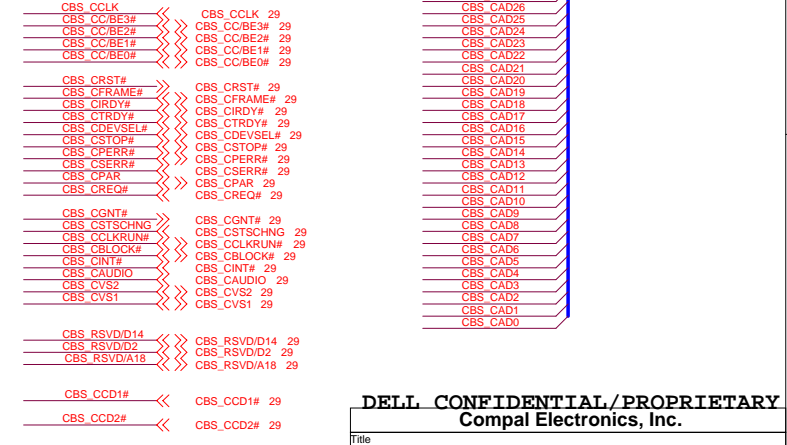 CBS_CCLK
CBS_CC/BE3#
CBS_CC/BE2#
CBS_CC/BE1#
CBS_CC/BE0#
CBS_CCLK 29
CBS_CC/BE3# 29
CBS_CC/BE2# 29
CBS_CC/BE1# 29
CBS_CC/BE0# 29
CBS_CRST#
CBS_CFRAME#
CBS_CIRDY#
CBS_CTRDY#
CBS_CDEVSEL#
CBS_CSTOP#
CBS_CPERR#
CBS_CSERR#
CBS_CPAR
CBS_CREQ#
CBS_CRST# 29
CBS_CFRAME# 29
CBS_CIRDY# 29
CBS_CTRDY# 29
CBS_CDEVSEL# 29
CBS_CSTOP# 29
CBS_CPERR# 29
CBS_CSERR# 29
CBS_CPAR 29
CBS_CREQ# 29
CBS_CGNT#
CBS_CSTSCHNG
CBS_CCLKRUN#
CBS_CBLOCK#
CBS_CINT#
CBS_CAUDIO
CBS_CVS2
CBS_CVS1
CBS_CGNT# 29
CBS_CSTSCHNG 29
CBS_CCLKRUN# 29
CBS_CBLOCK# 29
CBS_CINT# 29
CBS_CAUDIO 29
CBS_CVS2 29
CBS_CVS1 29
CBS_RSVD/D14
CBS_RSVD/D2
CBS_RSVD/A18
CBS_RSVD/D14 29
CBS_RSVD/D2 29
CBS_RSVD/A18 29
CBS_CCD1#
CBS_CCD1# 29
CBS_CCD2#
CBS_CCD2# 29
CBS_CAD26
CBS_CAD25
CBS_CAD24
CBS_CAD23
CBS_CAD22
CBS_CAD21
CBS_CAD20
CBS_CAD19
CBS_CAD18
CBS_CAD17
CBS_CAD16
CBS_CAD15
CBS_CAD14
CBS_CAD13
CBS_CAD12
CBS_CAD11
CBS_CAD10
CBS_CAD9
CBS_CAD8
CBS_CAD7
CBS_CAD6
CBS_CAD5
CBS_CAD4
CBS_CAD3
CBS_CAD2
CBS_CAD1
CBS_CAD0
DELL CONFIDENTIAL/PROPRIETARY
Compal Electronics, Inc.
Title